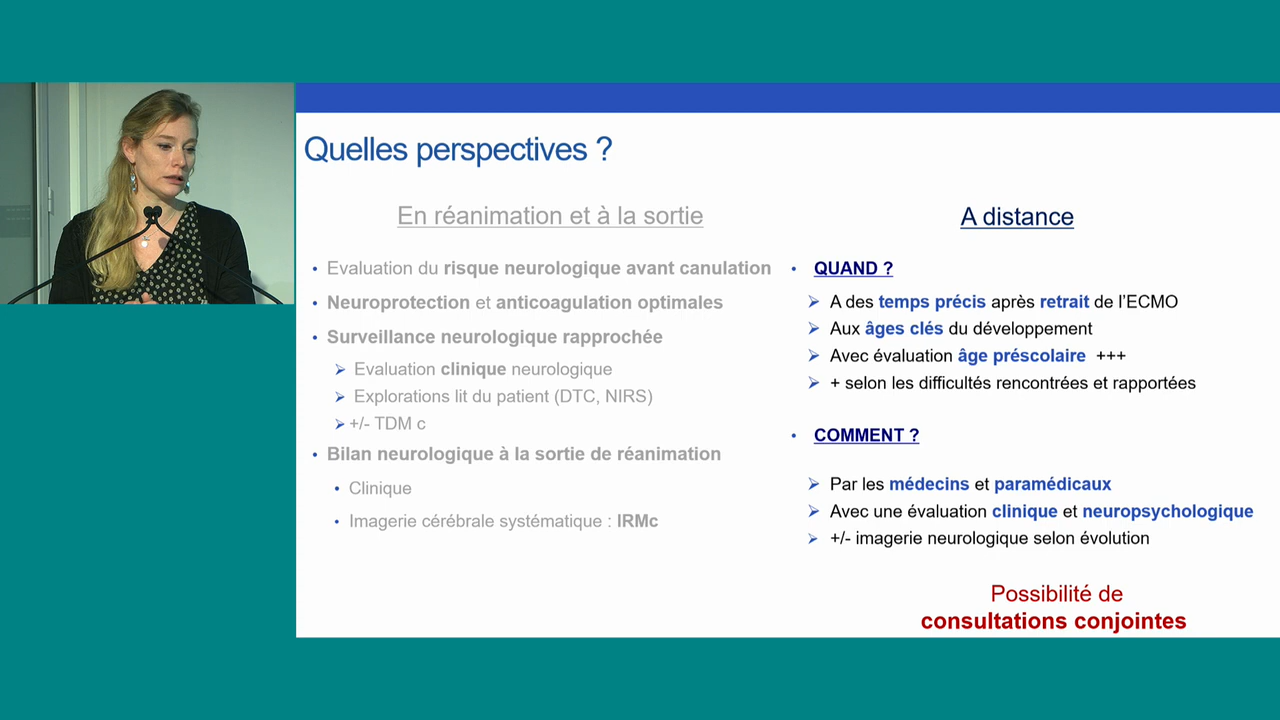 Quelles perspectives ?
En réanimation et à la sortie
• Evaluation du risque neurologique avant canulation
• Neuroprotection et anticoagulation optimales
• Surveillance neurologique rapprochée
➢ Evaluation clinique neurologique
➢ Explorations lit du patient (DTC, NIRS)
➢ +/- TDM c
• Bilan neurologique à la sortie de réanimation
• Clinique
• Imagerie cérébrale systématique : IRMc
A distance
• QUAND ?
➢ A des temps précis après retrait de l'ECMO
➢ Aux âges clés du développement
➢ Avec évaluation âge préscolaire +++
➢ + selon les difficultés rencontrées et rapportées
• COMMENT ?
➢ Par les médecins et paramédicaux
➢ Avec une évaluation clinique et neuropsychologique
➢ +/- imagerie neurologique selon évolution
Possibilité de
consultations conjointes